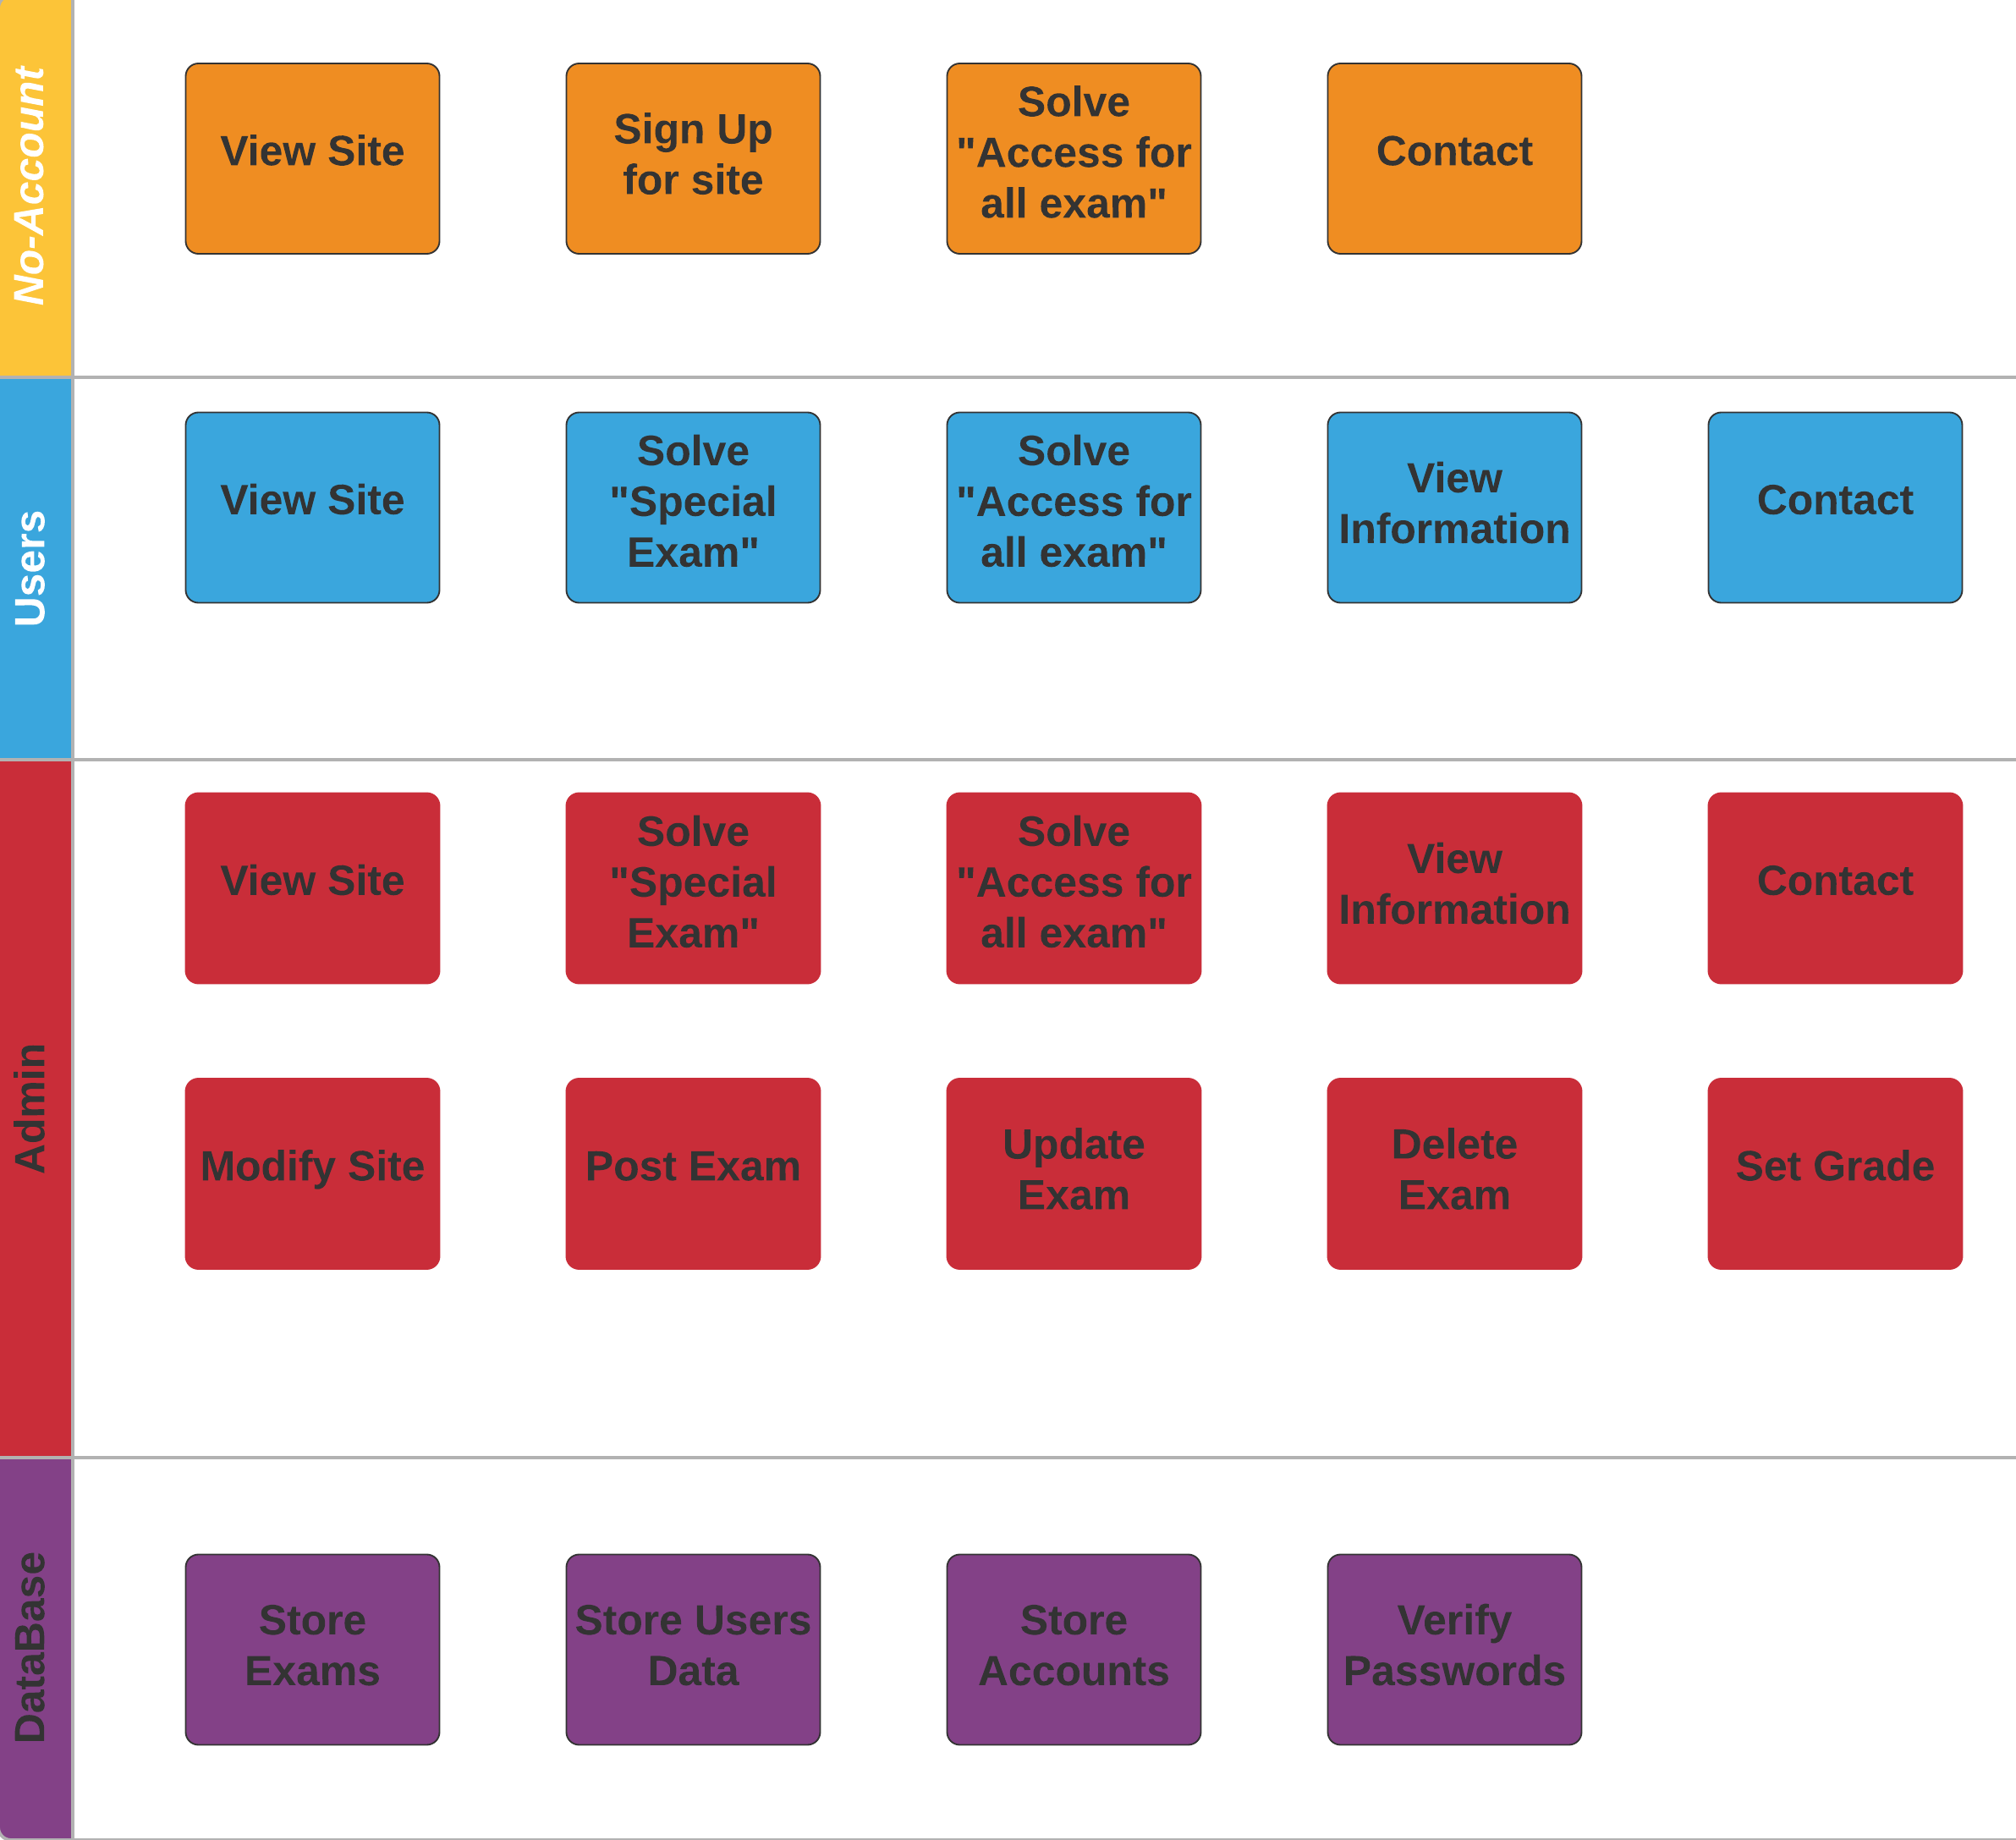 No-Account
View Site
Sign Up
for site
Solve
"Access for
all exam"
Contact
Users
View Site
Solve
"Special
Exam"
Solve
"Access for
all exam"
View
Information
Contact
Admin
View Site
Solve
"Special
Exam"
Solve
"Access for
all exam"
View
Information
Contact
Modify Site
Post Exam
Update
Exam
Delete
Exam
Set Grade
DataBase
Store
Exams
Store Users
Data
Store
Accounts
Verify
Passwords